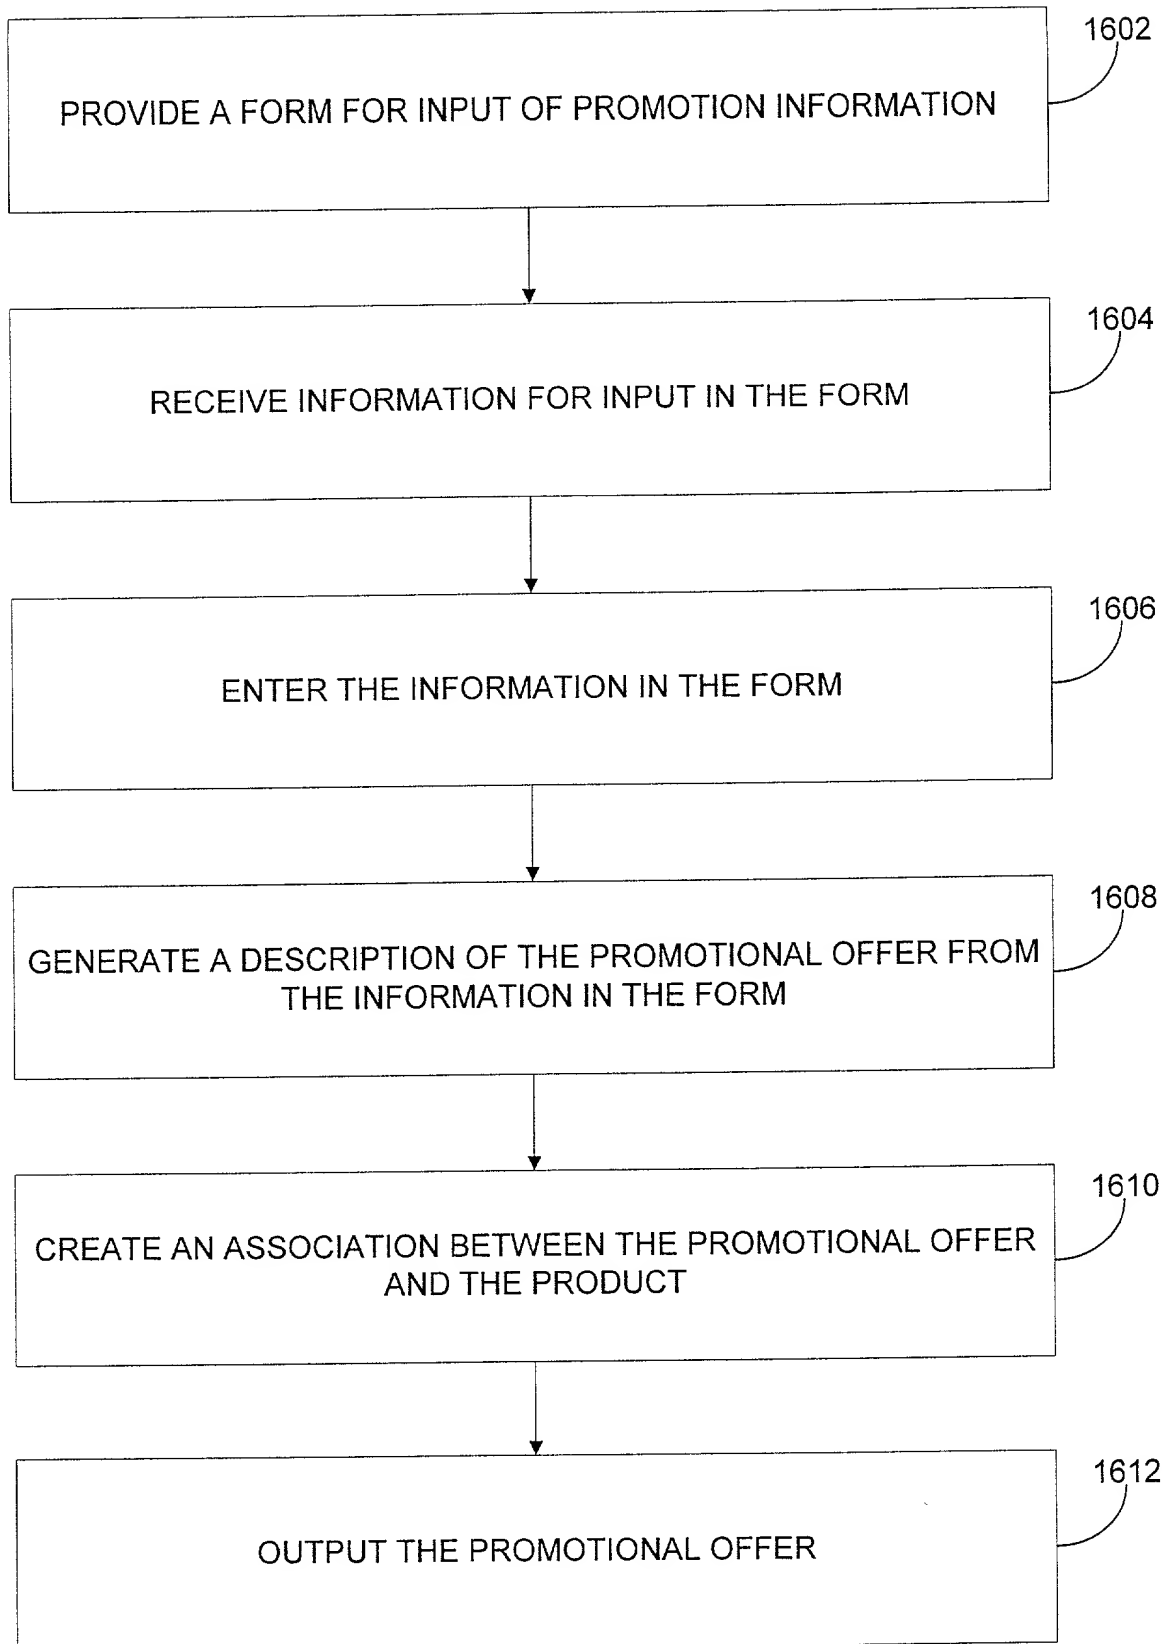 1602
PROVIDE A FORM FOR INPUT OF PROMOTION INFORMATION
1604
RECEIVE INFORMATION FOR INPUT IN THE FORM
1606
ENTER THE INFORMATION IN THE FORM
1608
GENERATE A DESCRIPTION OF THE PROMOTIONAL OFFER FROM
THE INFORMATION IN THE FORM
1610
CREATE AN ASSOCIATION BETWEEN THE PROMOTIONAL OFFER
AND THE PRODUCT
1612
OUTPUT THE PROMOTIONAL OFFER